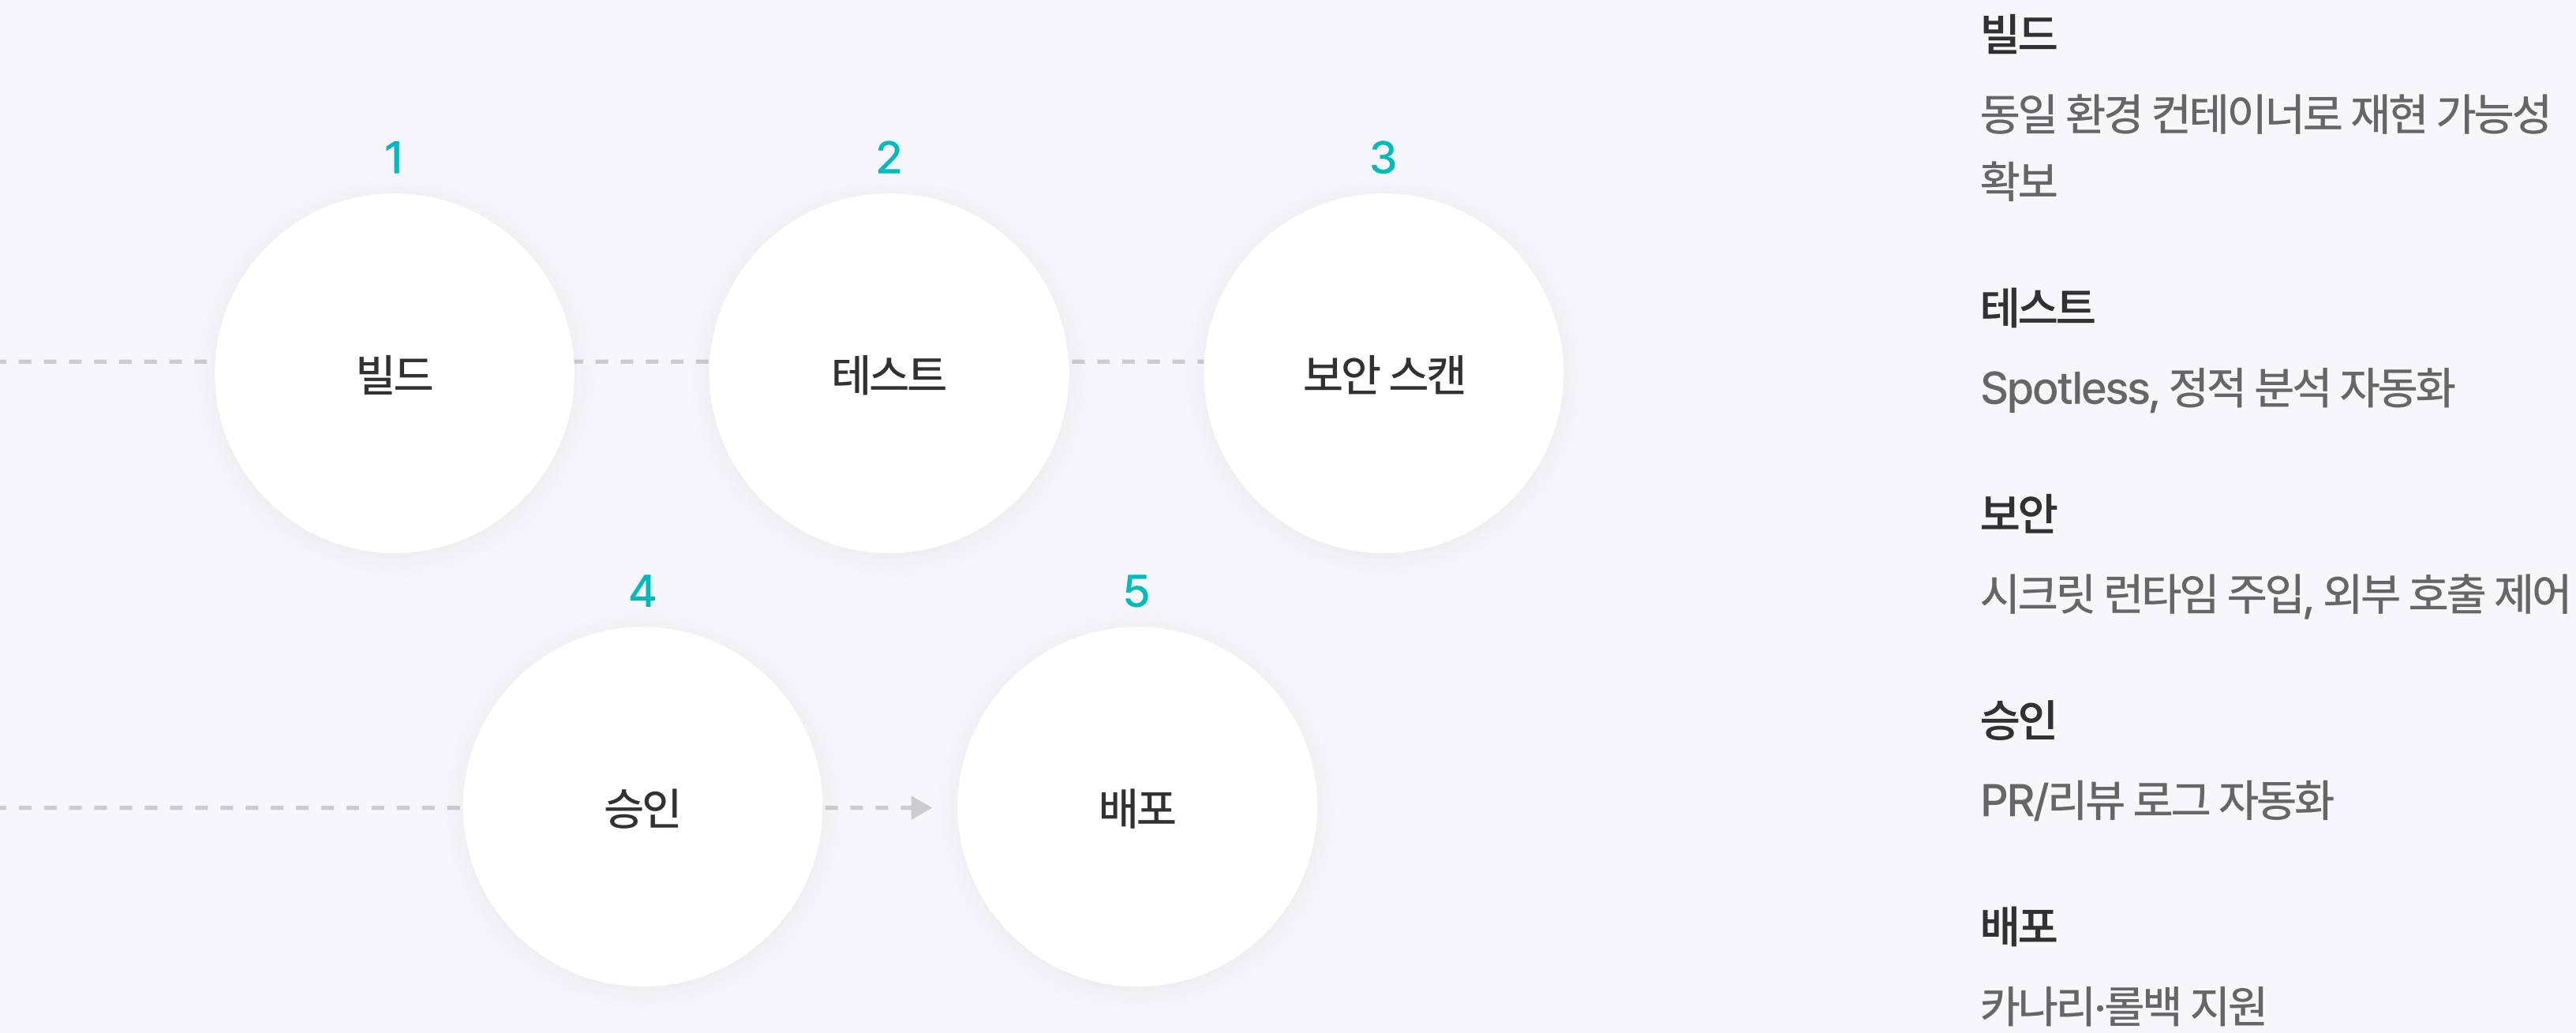 1
빌드
2
테스트
3
보안 스캔
4
승인
5
배포
빌드
동일 환경 컨테이너로 재현 가능성
확보
테스트
Spotless, 정적 분석 자동화
보안
시크릿 런타임 주입, 외부 호출 제어
승인
PR/리뷰 로그 자동화
배포
카나리·롤백 지원